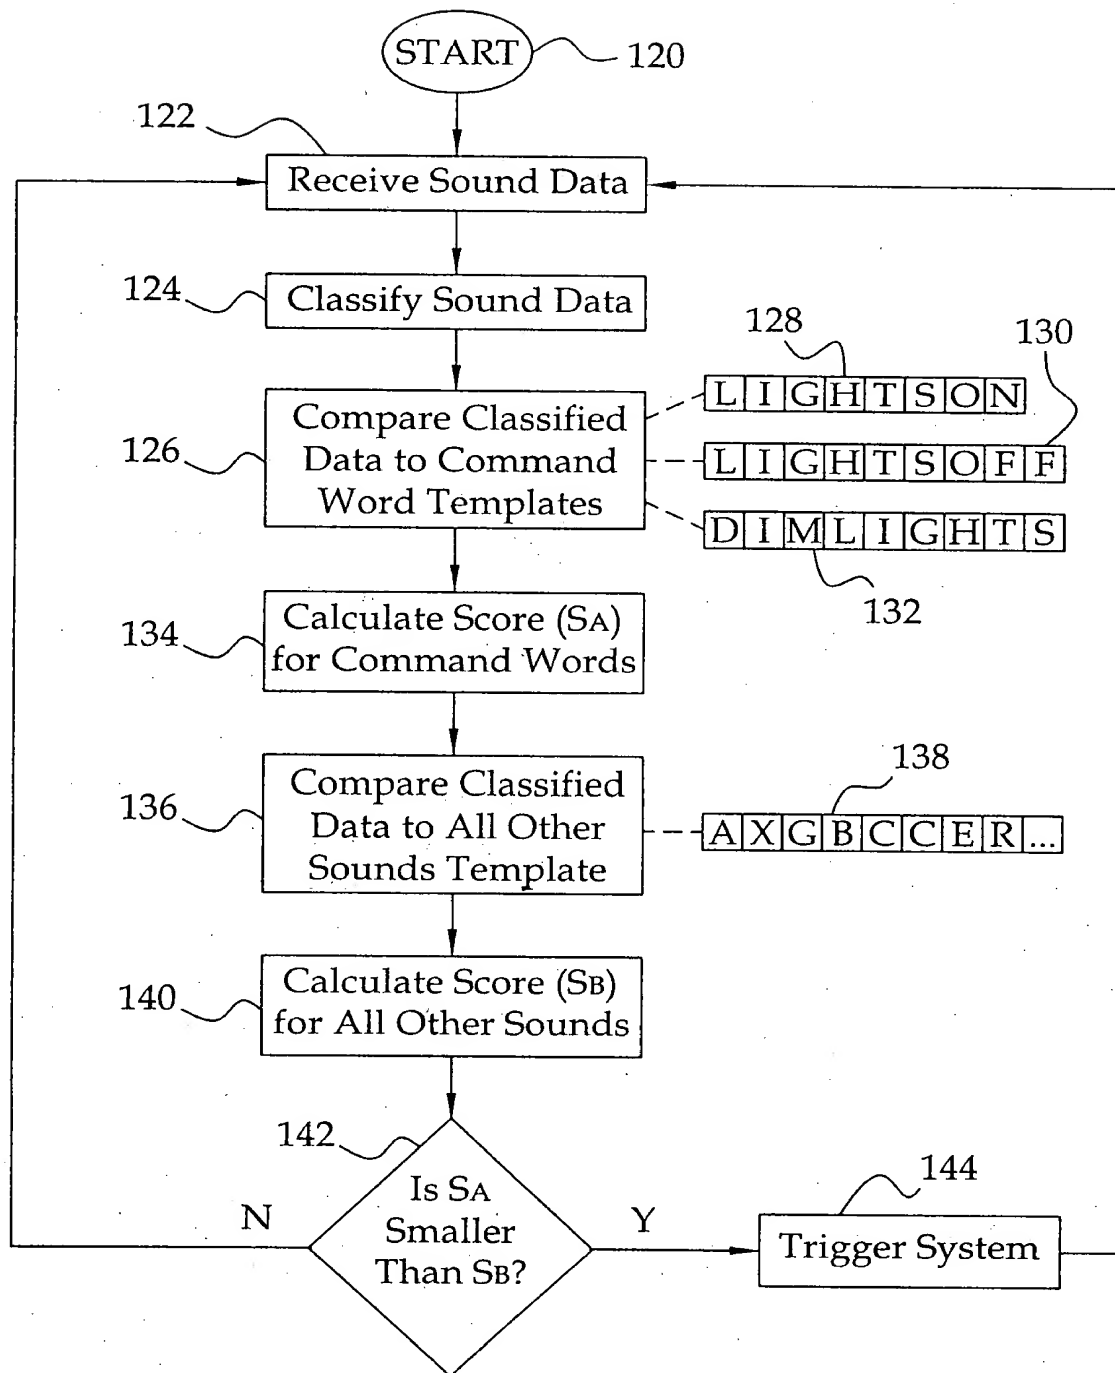 START
120
122
Receive Sound Data
124
Classify Sound Data
128
130
LIGHTSON
126
Compare Classified
Data to Command
Word Templates
LIGHTSOFF
DIMLIGHTS
132
134
Calculate Score (SA)
for Command Words
136
Compare Classified
Data to All Other
Sounds Template
138
AXGBCCER...
140
Calculate Score (SB)
for All Other Sounds
142
Is SA
Smaller
Than SB?
N
Y
144
Trigger System